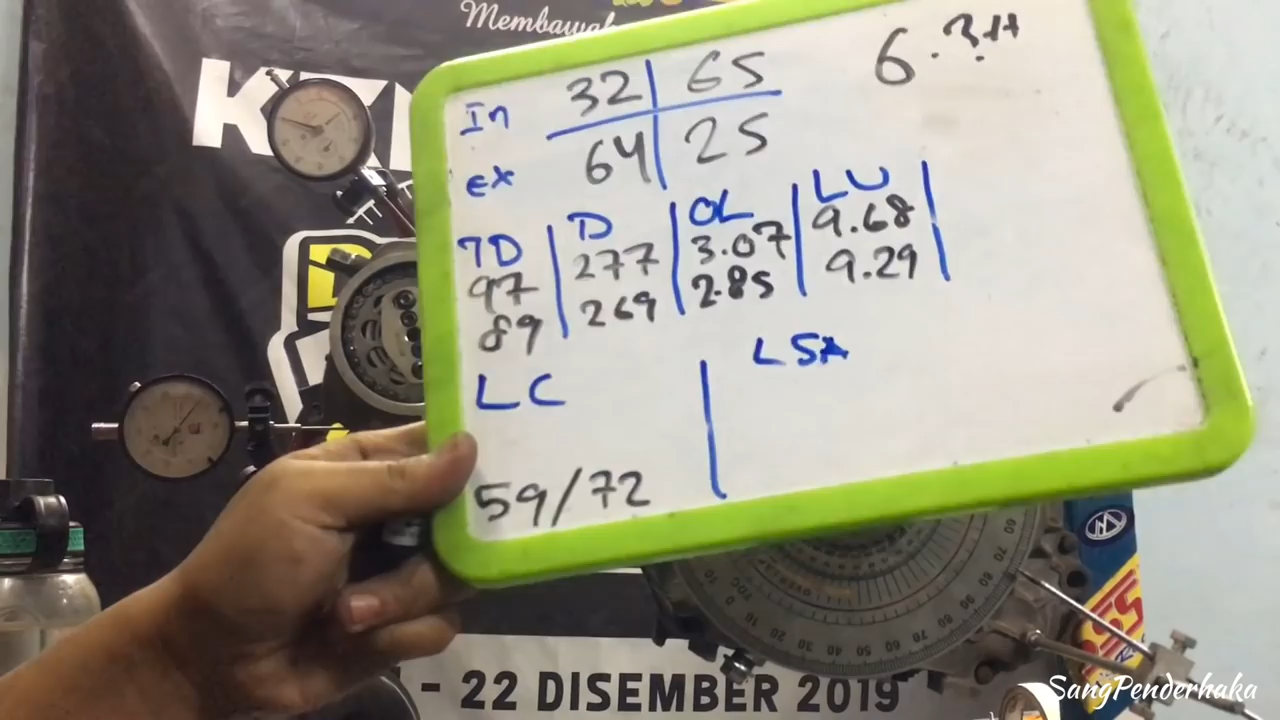 Membawa
In 32 65
6.3++
ex 64 25
TD D OL LU
97 277 3.07 9.68
89 269 2.85 9.29
LC LSA
59/72
- 22 DISEMBER 2019
SangPenderhaka